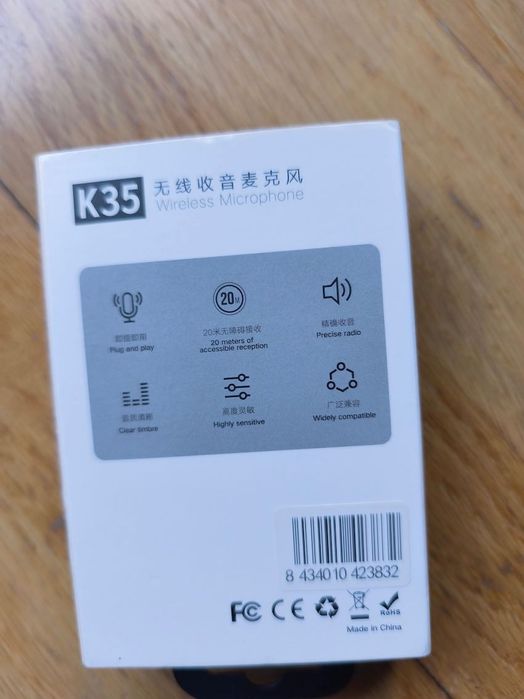 K35
无线收音麦克风
Wireless Microphone
即插即用
Plug and play
20M
20米无障碍接收
20 meters of
accessible reception
精确收音
Precise radio
音质清晰
Clear timbre
高度灵敏
Highly sensitive
广泛兼容
Widely compatible
8 434010 423832
FC CE RoHS
Made in China